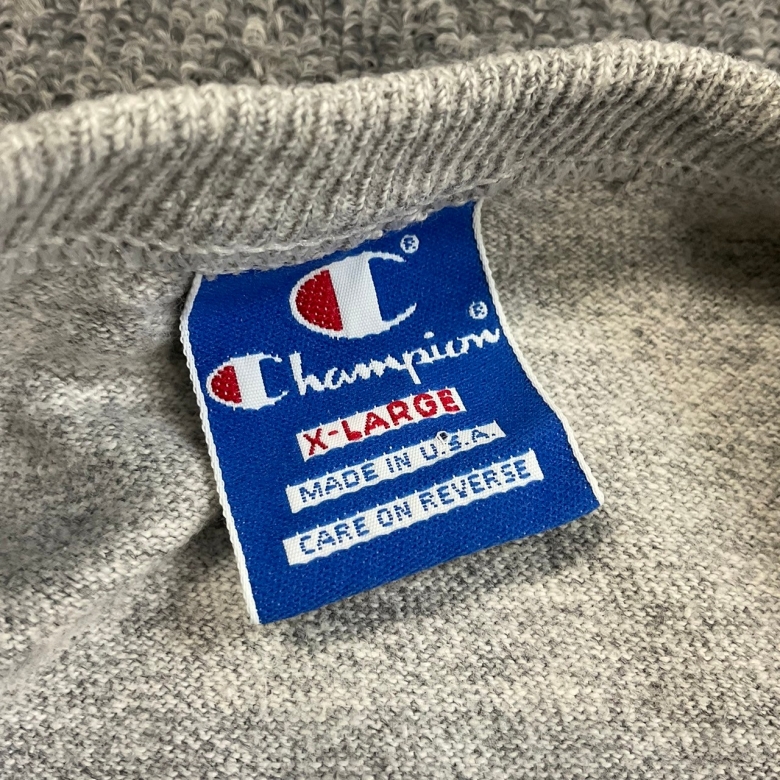 ®
Champion®
X-LARGE
MADE IN U.S.A.
CARE ON REVERSE